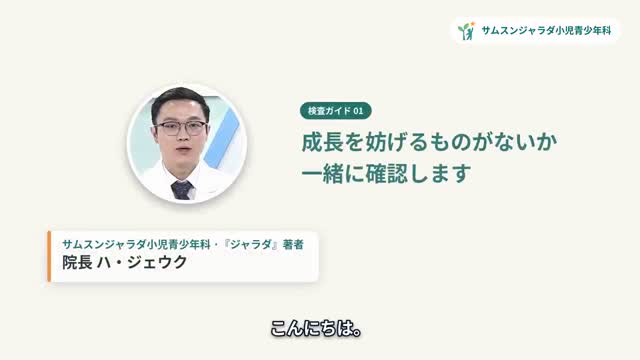 サムスンジャラダ小児青少年科
検査ガイド 01
成長を妨げるものがないか
一緒に確認します
サムスンジャラダ小児青少年科・『ジャラダ』著者
院長 ハ・ジェウク
こんにちは。